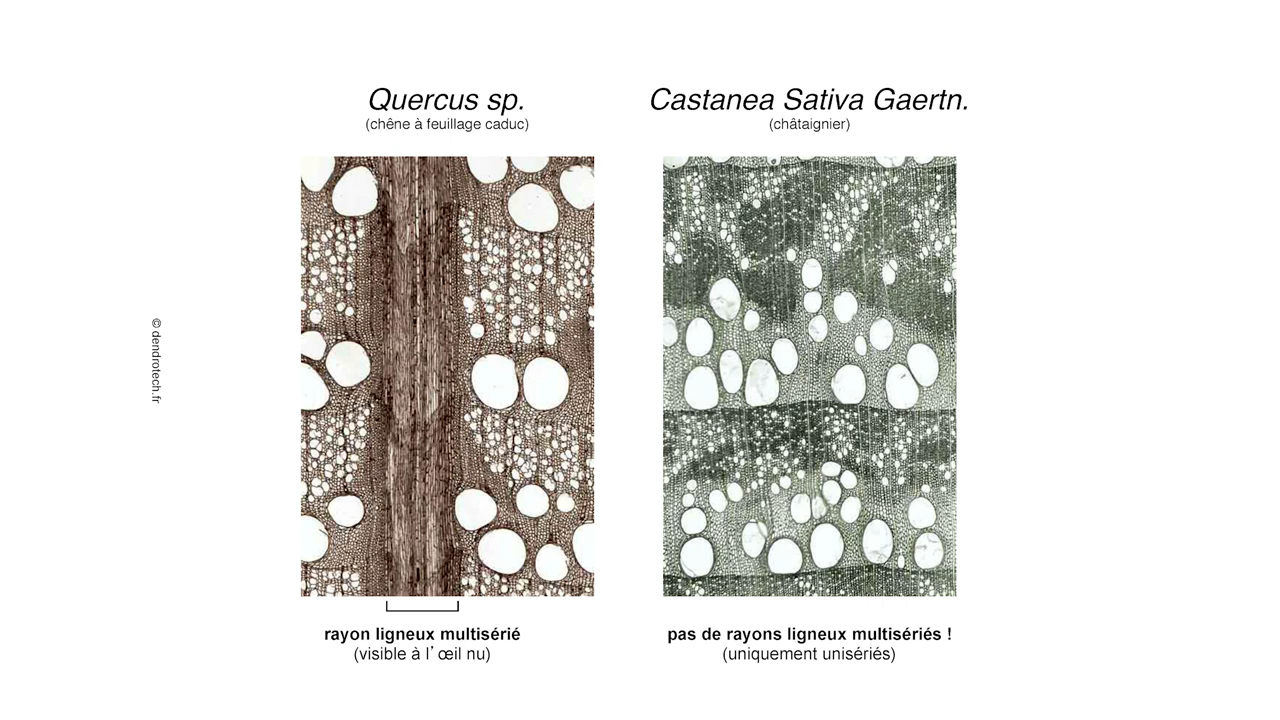 Quercus sp.
(chêne à feuillage caduc)
Castanea Sativa Gaertn.
(châtaignier)
© dendrotech.fr
rayon ligneux multisérié
(visible à l’œil nu)
pas de rayons ligneux multisériés !
(uniquement unisériés)